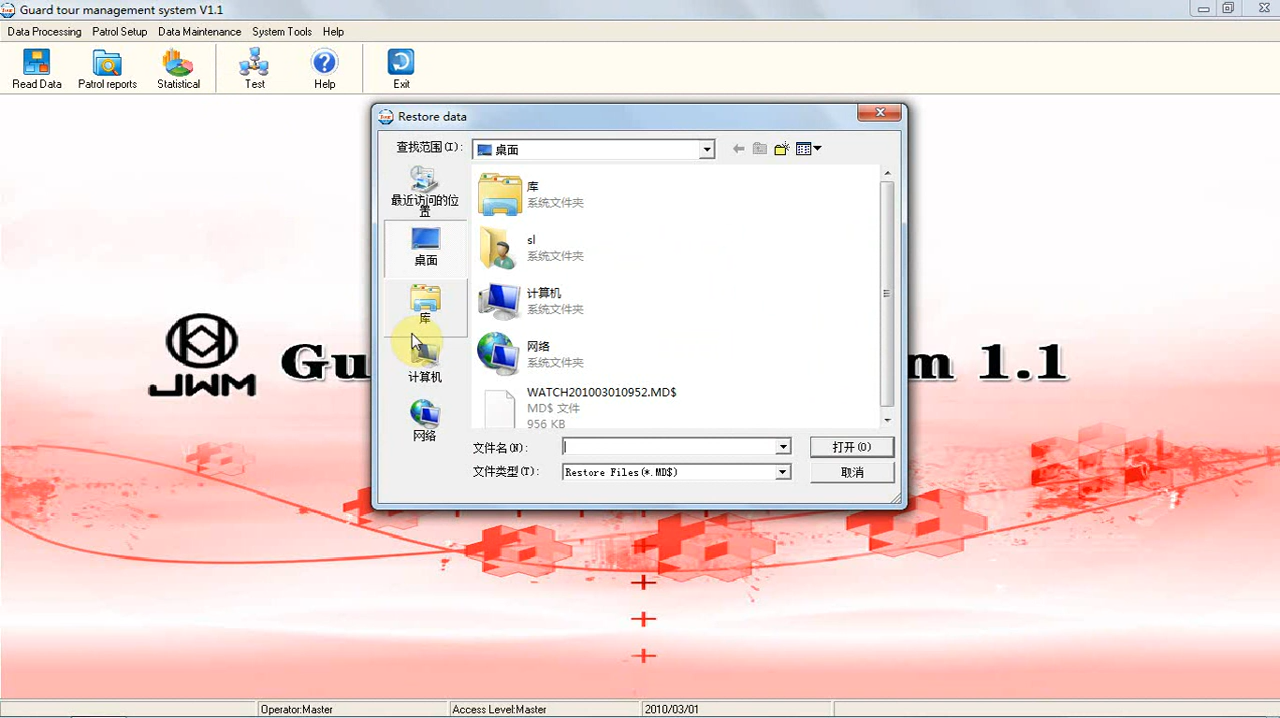 Guard tour management system V1.1
Data Processing Patrol Setup Data Maintenance System Tools Help
Read Data Patrol reports Statistical Test Help Exit
Restore data
查找范围(I): 桌面
最近访问的位
置
桌面
库
计算机
网络
库
系统文件夹
sl
系统文件夹
计算机
系统文件夹
网络
系统文件夹
WATCH201003010952.MD$
MD$ 文件
956 KB
文件名(N): 打开(O)
文件类型(T): Restore Files(*.MD$) 取消
JWM
Gu m 1.1
Operator:Master Access Level:Master 2010/03/01